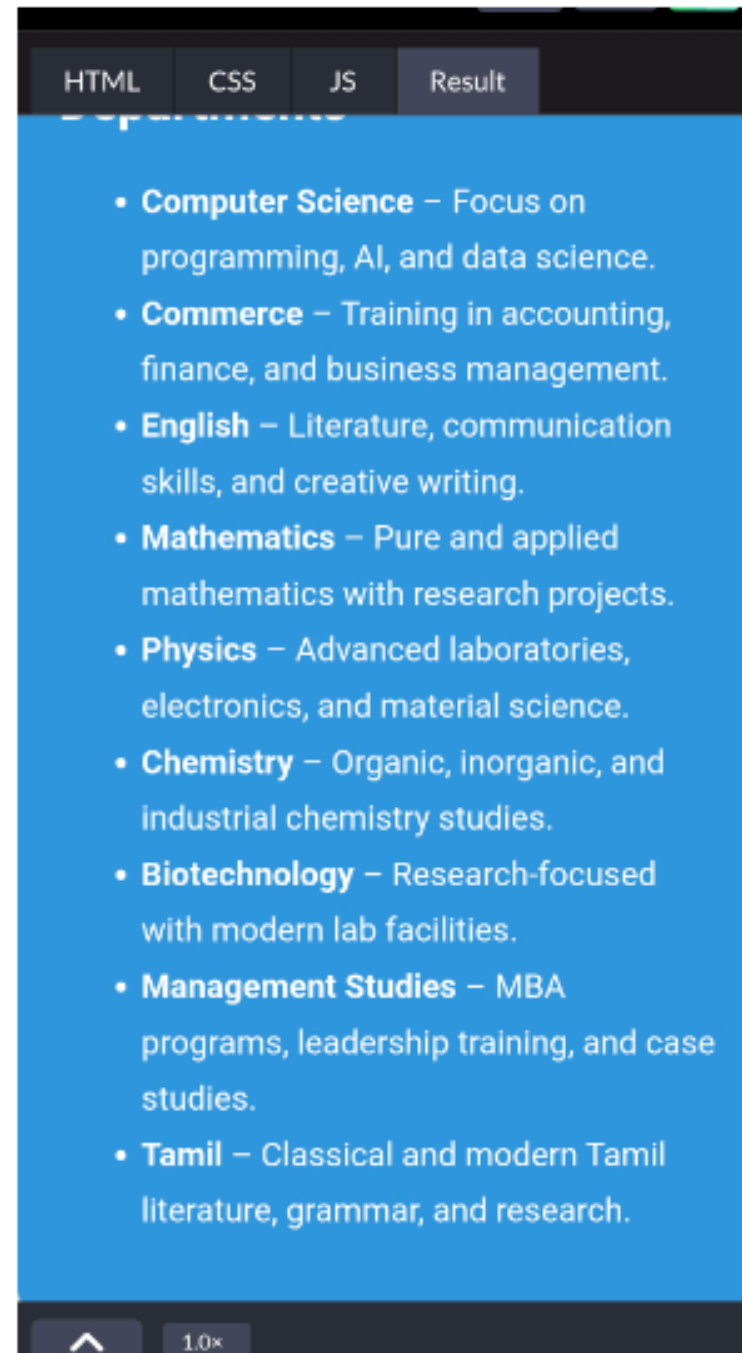 HTML CSS JS Result
Departments
• Computer Science – Focus on
programming, AI, and data science.
• Commerce – Training in accounting,
finance, and business management.
• English – Literature, communication
skills, and creative writing.
• Mathematics – Pure and applied
mathematics with research projects.
• Physics – Advanced laboratories,
electronics, and material science.
• Chemistry – Organic, inorganic, and
industrial chemistry studies.
• Biotechnology – Research-focused
with modern lab facilities.
• Management Studies – MBA
programs, leadership training, and case
studies.
• Tamil – Classical and modern Tamil
literature, grammar, and research.
1.0×